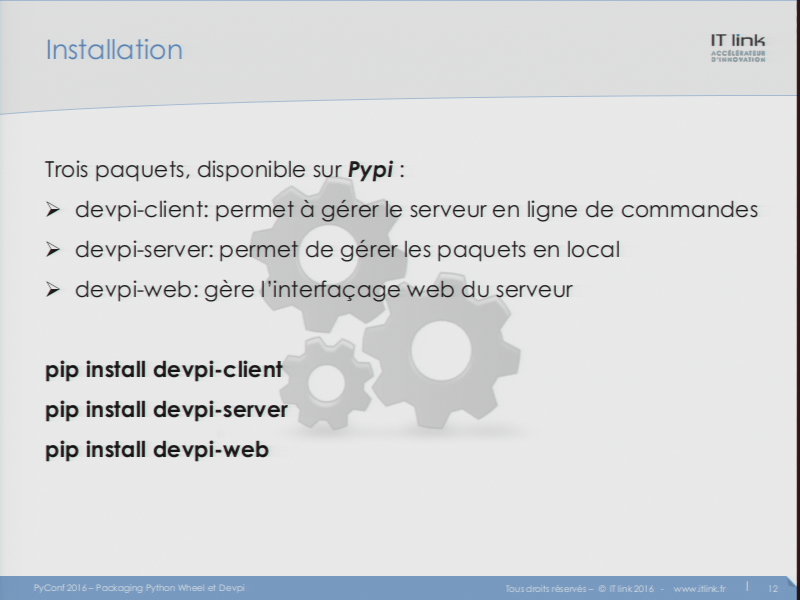 Installation
IT link
ACCÉLÉRATEUR
D'INNOVATION
Trois paquets, disponible sur Pypi :
➢ devpi-client: permet à gérer le serveur en ligne de commandes
➢ devpi-server: permet de gérer les paquets en local
➢ devpi-web: gère l'interfaçage web du serveur
pip install devpi-client
pip install devpi-server
pip install devpi-web
PyConf 2016 – Packaging Python Wheel et Devpi
Tous droits réservés – © IT link 2016 - www.itlink.fr | 12